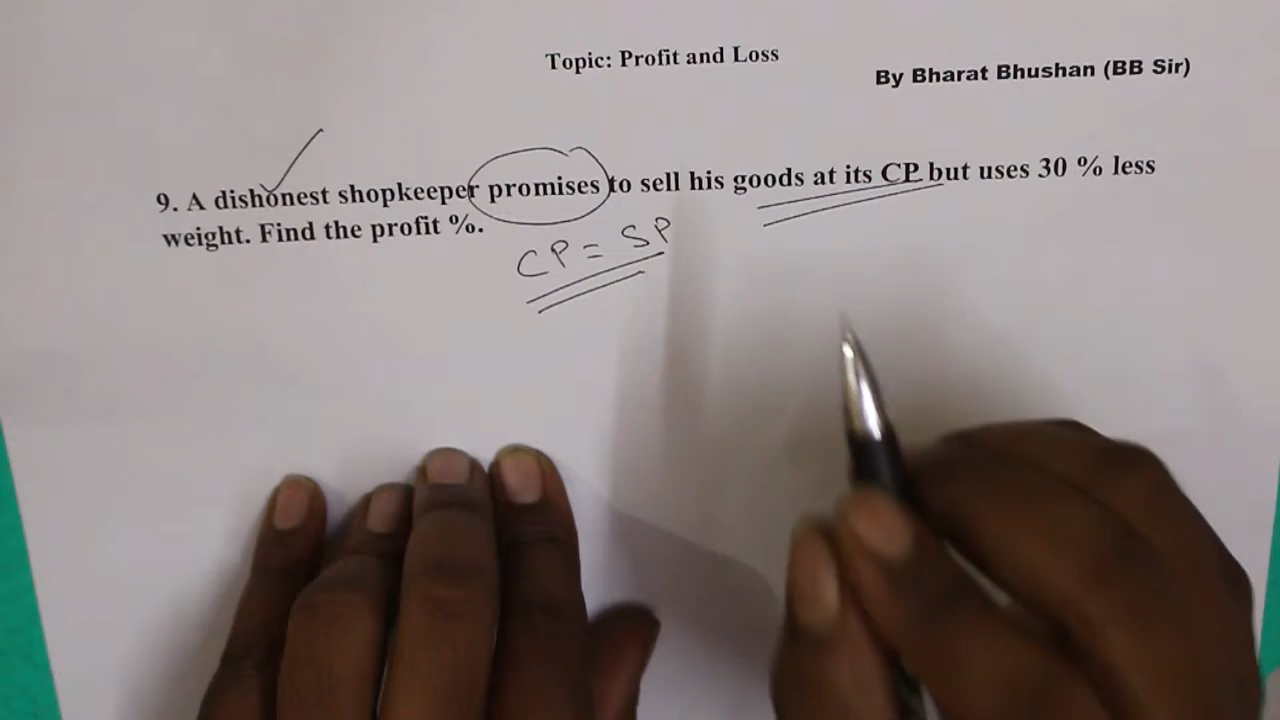 Topic: Profit and Loss
By Bharat Bhushan (BB Sir)
9. A dishonest shopkeeper promises to sell his goods at its CP but uses 30 % less
weight. Find the profit %.
CP = SP